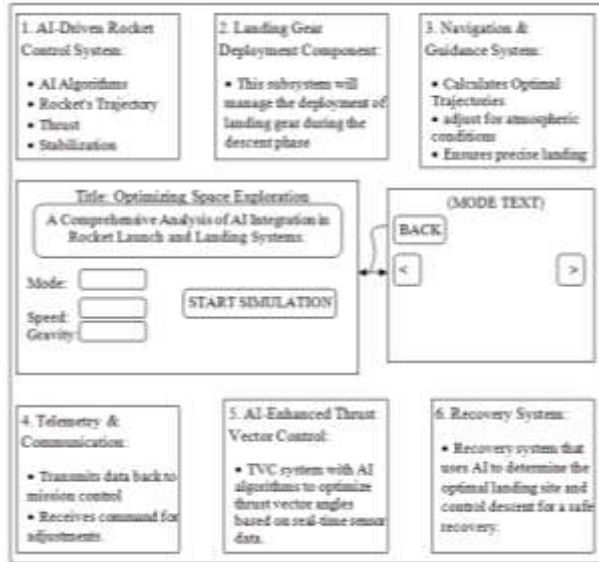 1. AI-Driven Rocket
Control System:
• AI Algorithms
• Rocket's Trajectory
• Thrust
• Stabilization
2. Landing Gear
Deployment Component:
• This subsystem will
manage the deployment of
landing gear during the
descent phase
3. Navigation &
Guidance System:
• Calculates Optimal
Trajectories
• adjust for atmospheric
conditions
• Ensures precise landing
Title: Optimizing Space Exploration
A Comprehensive Analysis of AI Integration in
Rocket Launch and Landing Systems.
Mode:
Speed:
Gravity:
START SIMULATION
(MODE TEXT)
BACK
<
>
4. Telemetry &
Communication:
• Transmits data back to
mission control
• Receives command for
adjustments.
5. AI-Enhanced Thrust
Vector Control:
• TVC system with AI
algorithms to optimize
thrust vector angles
based on real-time sensor
data.
6. Recovery System:
• Recovery system that
uses AI to determine the
optimal landing site and
control descent for a safe
recovery.